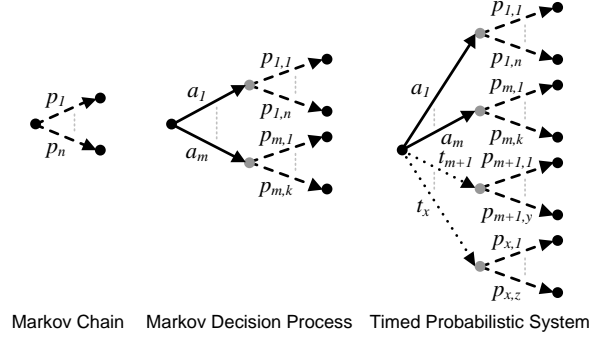 p1
pn
Markov Chain
a1
am
p1,1
p1,n
pm,1
pm,k
Markov Decision Process
a1
am
tm+1
tx
p1,1
p1,n
pm,1
pm,k
pm+1,1
pm+1,y
px,1
px,z
Timed Probabilistic System